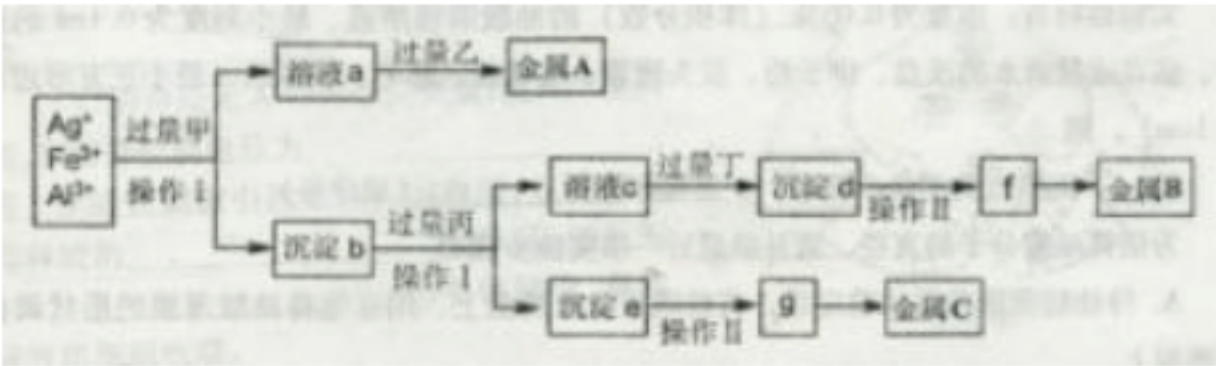 Ag⁺
Fe³⁺
Al³⁺
过量甲
操作Ⅰ
溶液a
过量乙
金属A
沉淀b
过量丙
操作Ⅰ
溶液c
过量丁
沉淀d
操作Ⅱ
f
金属B
沉淀e
操作Ⅱ
g
金属C